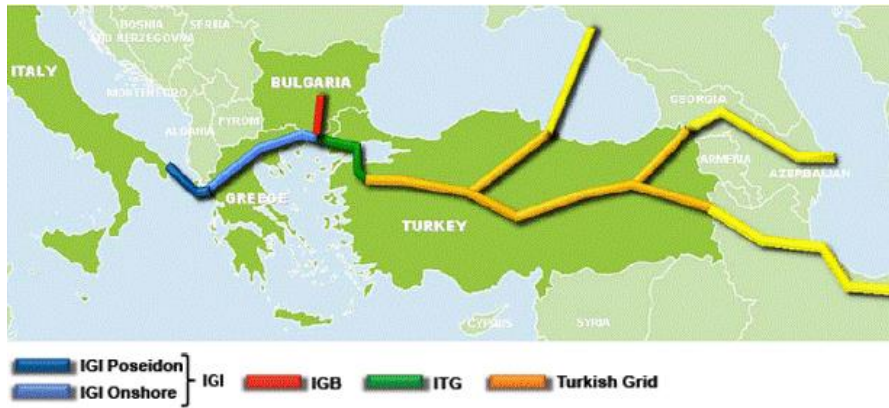 BOSNIA
AND HERZEGOVINA
SERBIA
ITALY
BULGARIA
MONTENEGRO
ALBANIA
FYROM
GEORGIA
ARMENIA
AZERBAIJAN
GREECE
TURKEY
CYPRUS
SYRIA
IGI Poseidon
IGI Onshore
IGI
IGB
ITG
Turkish Grid